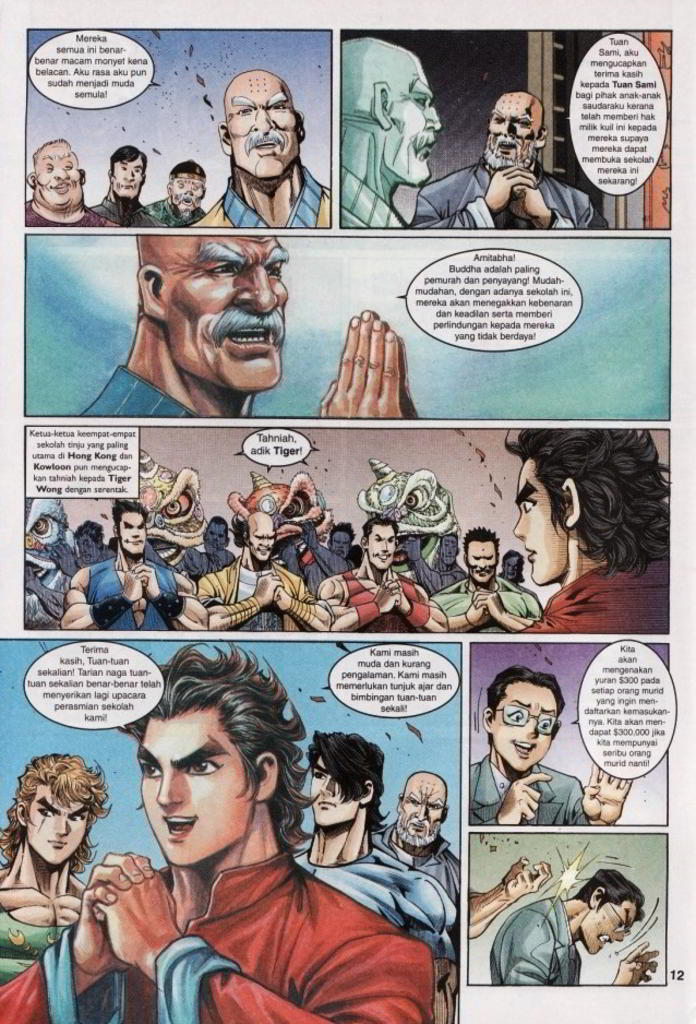 Mereka
semua ini benar-
benar macam monyet kena
belacan. Aku rasa aku pun
sudah menjadi muda
semula!
Tuan
Sami, aku
mengucapkan
terima kasih
kepada Tuan Sami
bagi pihak anak-anak
saudaraku kerana
telah memberi hak
milik kuil ini kepada
mereka supaya
mereka dapat
membuka sekolah
mereka ini
sekarang!
Amitabha!
Buddha adalah paling
pemurah dan penyayang! Mudah-
mudahan, dengan adanya sekolah ini,
mereka akan menegakkan kebenaran
dan keadilan serta memberi
perlindungan kepada mereka
yang tidak berdaya!
Ketua-ketua keempat-empat
sekolah tinju yang paling
utama di Hong Kong dan
Kowloon pun mengucap-
kan tahniah kepada Tiger
Wong dengan serentak.
Tahniah,
adik Tiger!
Terima
kasih, Tuan-tuan
sekalian! Tarian naga tuan-
tuan sekalian benar-benar telah
menyerikan lagi upacara
perasmian sekolah
kami!
Kami masih
muda dan kurang
pengalaman. Kami masih
memerlukan tunjuk ajar dan
bimbingan tuan-tuan
sekali!
Kita
akan
mengenakan
yuran $300 pada
setiap orang murid
yang ingin men-
daftarkan kemasukan-
nya. Kita akan men-
dapat $300,000 jika
kita mempunyai
seribu orang
murid nanti!
12